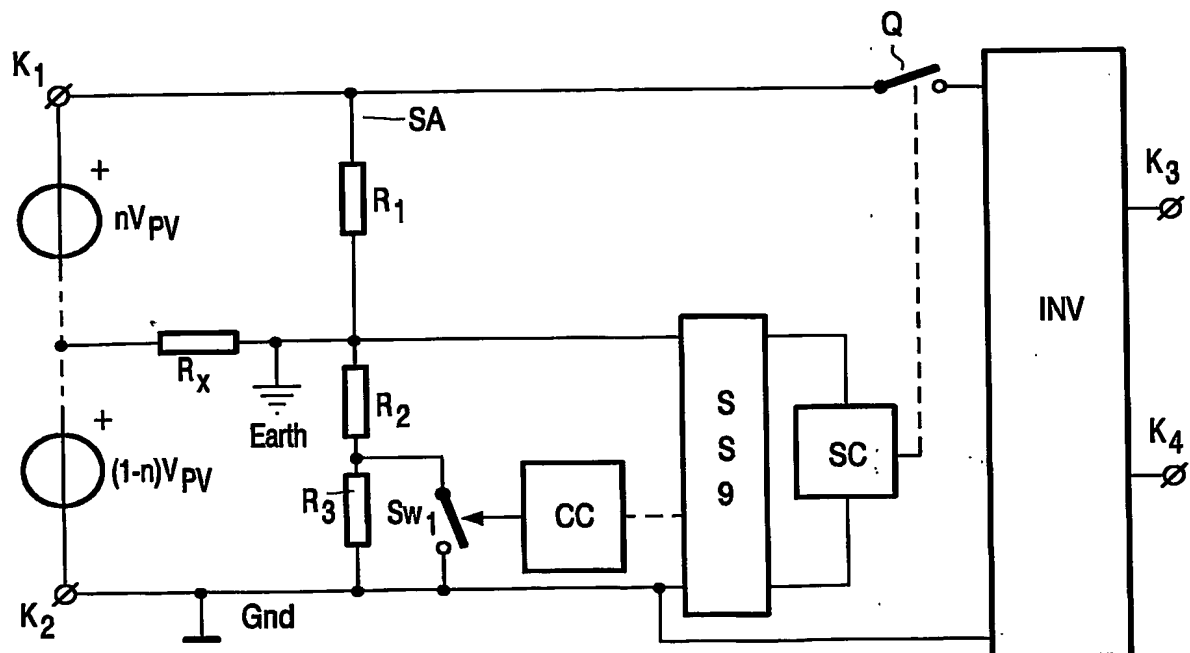 Q
K1
SA
R1
nVPV
K3
INV
Rx
Earth
R2
S
S
9
SC
K4
(1-n)VPV
R3
Sw1
CC
K2
Gnd
+
+